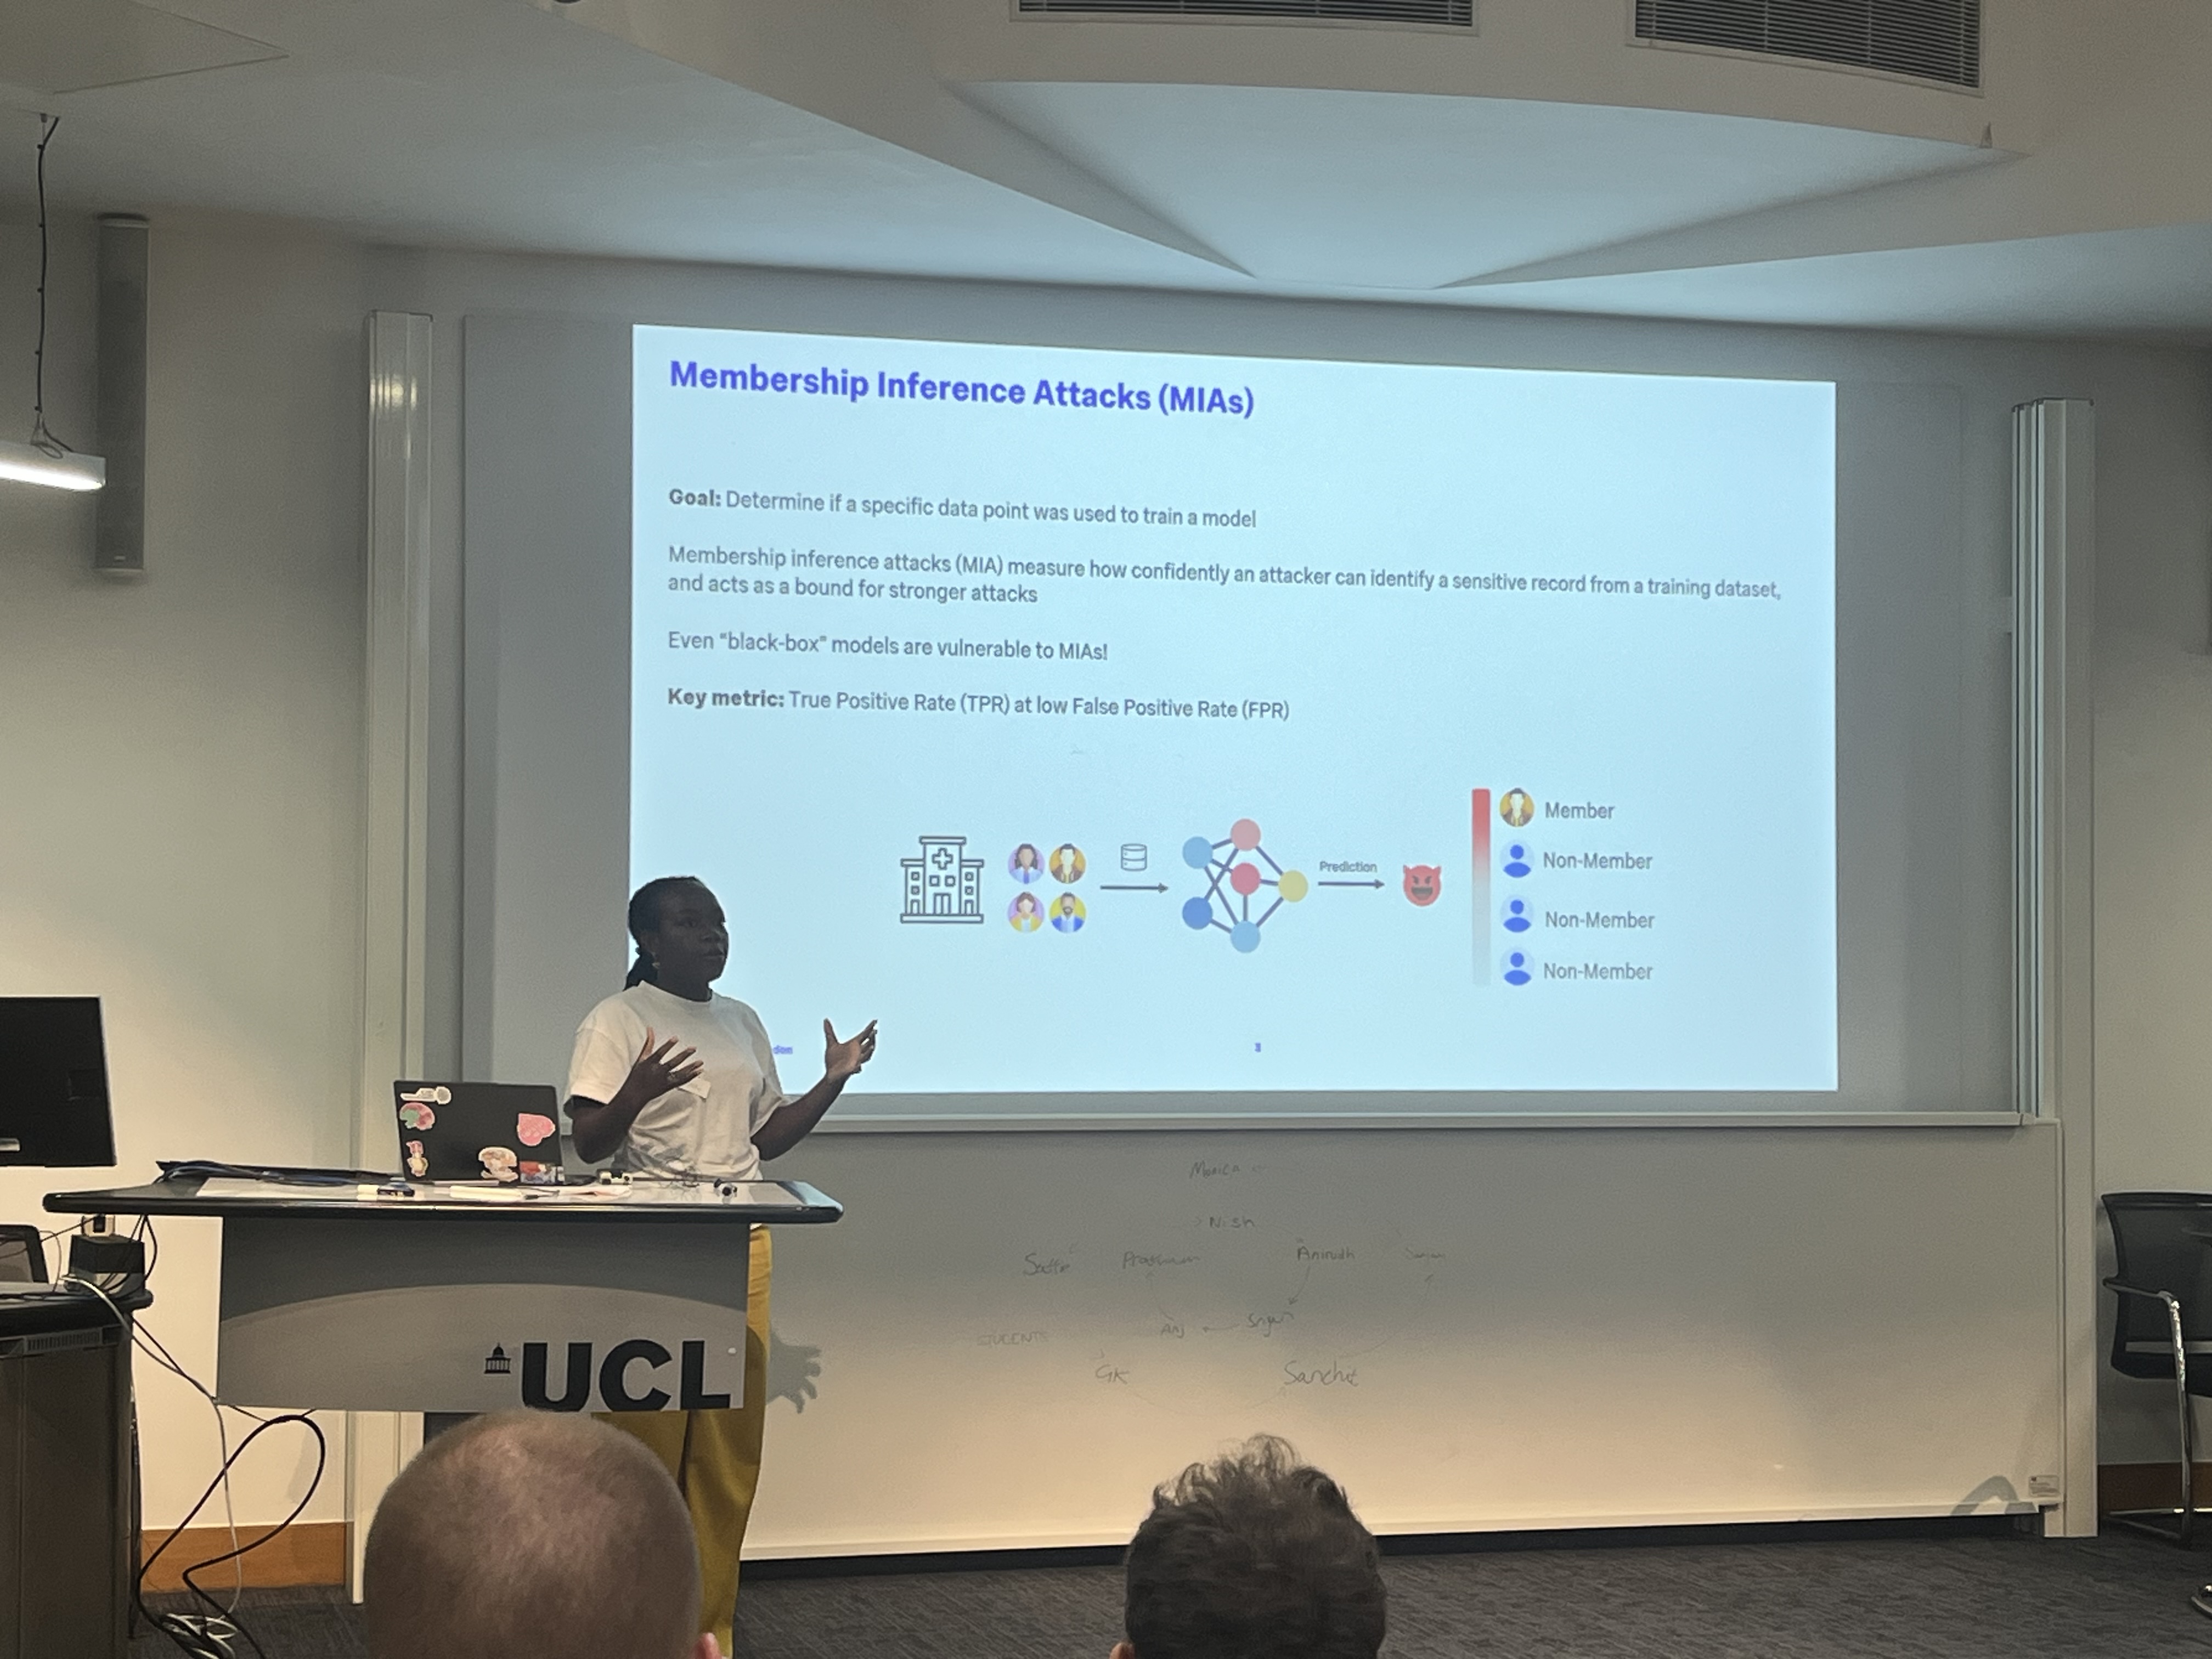 Membership Inference Attacks (MIAs)
Goal: Determine if a specific data point was used to train a model
Membership inference attacks (MIA) measure how confidently an attacker can identify a sensitive record from a training dataset,
and acts as a bound for stronger attacks
Even "black-box" models are vulnerable to MIAs!
Key metric: True Positive Rate (TPR) at low False Positive Rate (FPR)
Prediction
Member
Non-Member
Non-Member
Non-Member
don
3
Monica
Nish
Anirudh
STUDENTS
GK
Sanchit
UCL